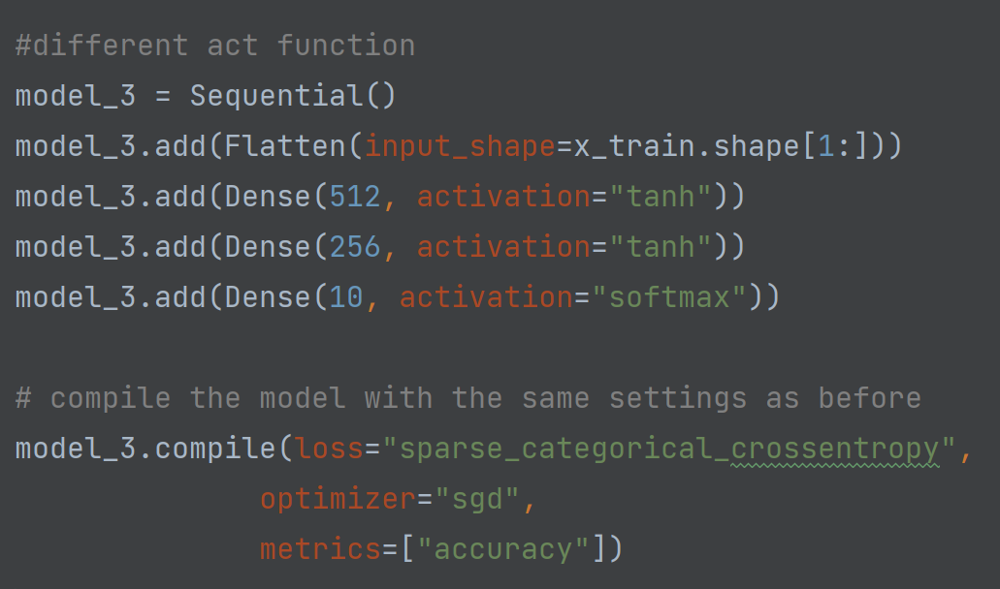 #different act function
model_3 = Sequential()
model_3.add(Flatten(input_shape=x_train.shape[1:]))
model_3.add(Dense(512, activation="tanh"))
model_3.add(Dense(256, activation="tanh"))
model_3.add(Dense(10, activation="softmax"))

# compile the model with the same settings as before
model_3.compile(loss="sparse_categorical_crossentropy",
                optimizer="sgd",
                metrics=["accuracy"])